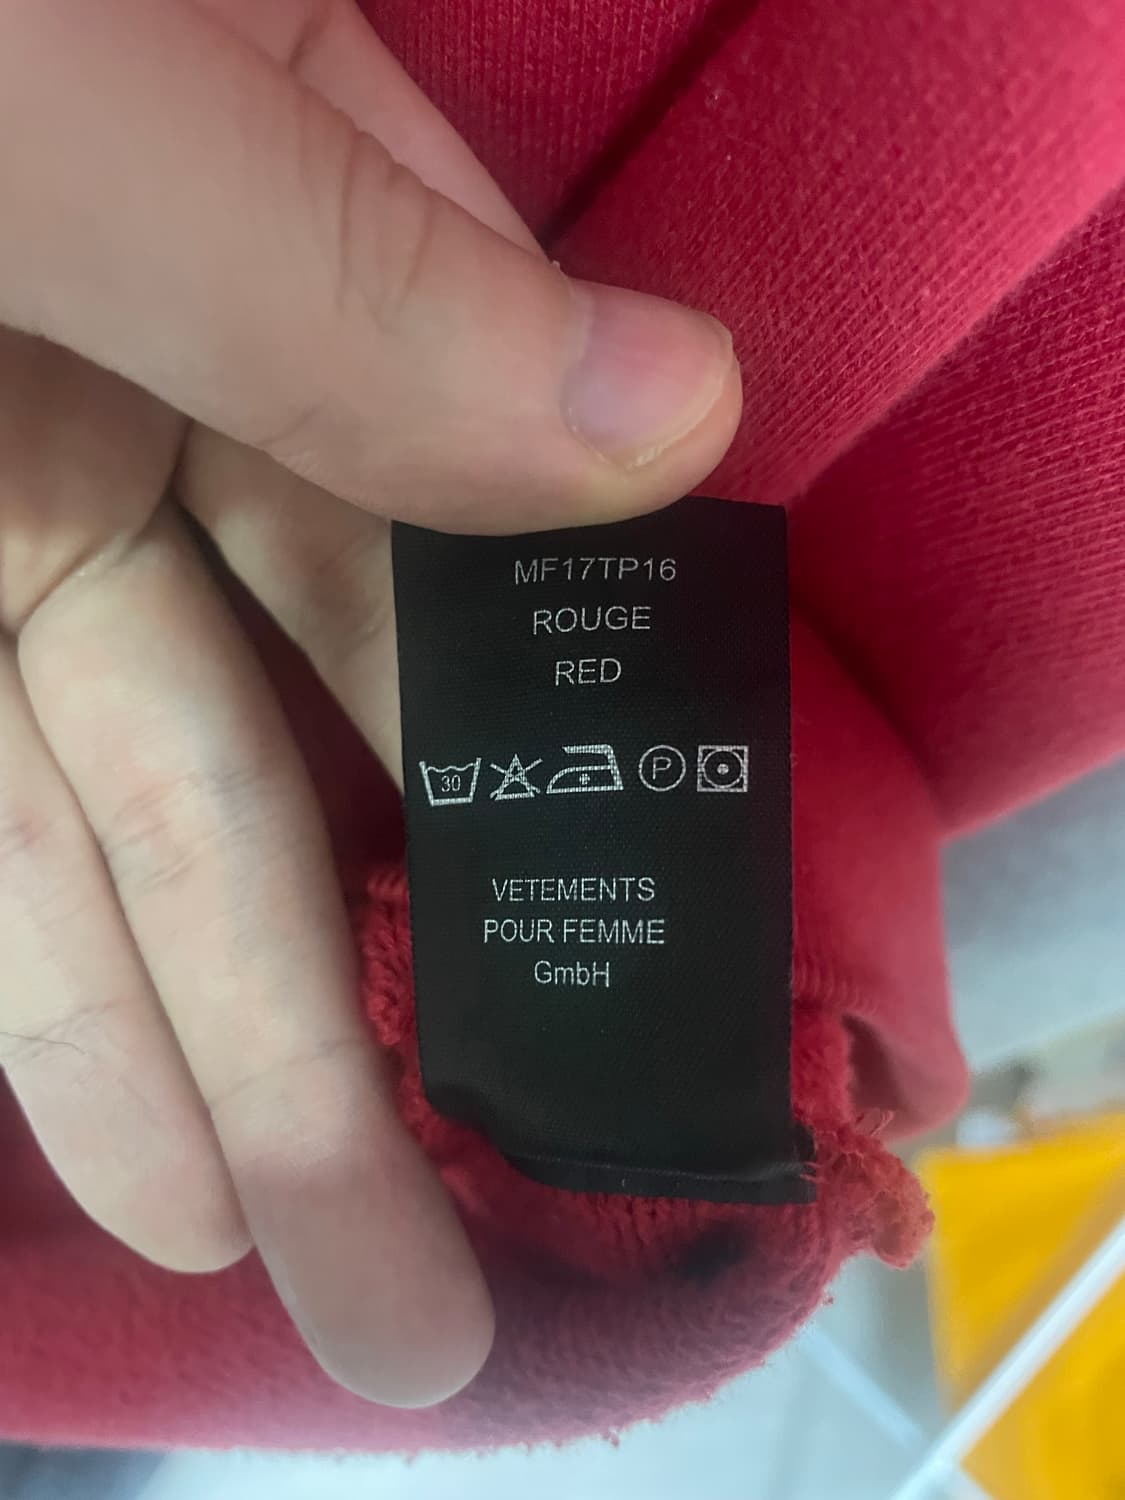 MF17TP16
ROUGE
RED
30 A P
VETEMENTS
POUR FEMME
GmbH